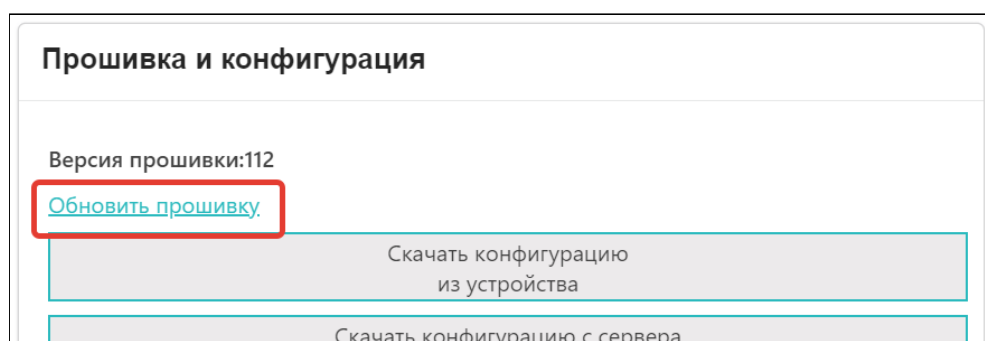 Прошивка и конфигурация
Версия прошивки:112
Обновить прошивку
Скачать конфигурацию
из устройства
Скачать конфигурацию с сервера